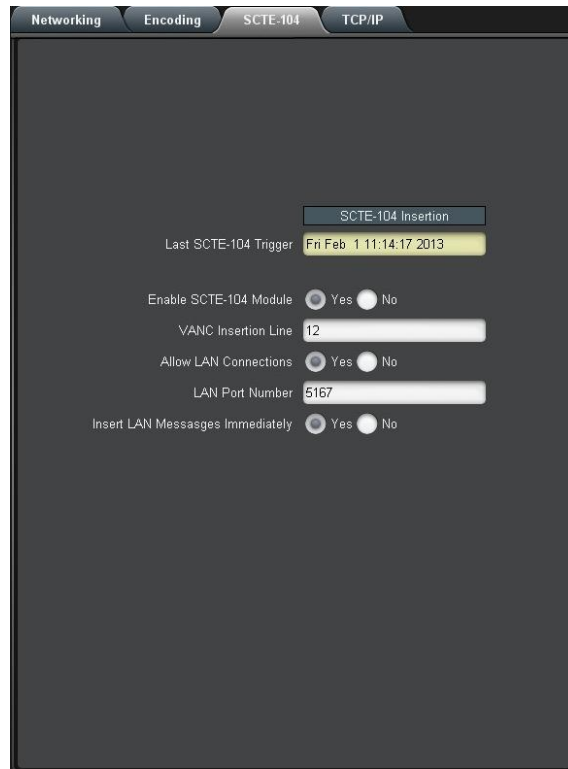 Networking Encoding SCTE-104 TCP/IP
SCTE-104 Insertion
Last SCTE-104 Trigger Fri Feb 1 11:14:17 2013
Enable SCTE-104 Module Yes No
VANC Insertion Line 12
Allow LAN Connections Yes No
LAN Port Number 5167
Insert LAN Messasges Immediately Yes No